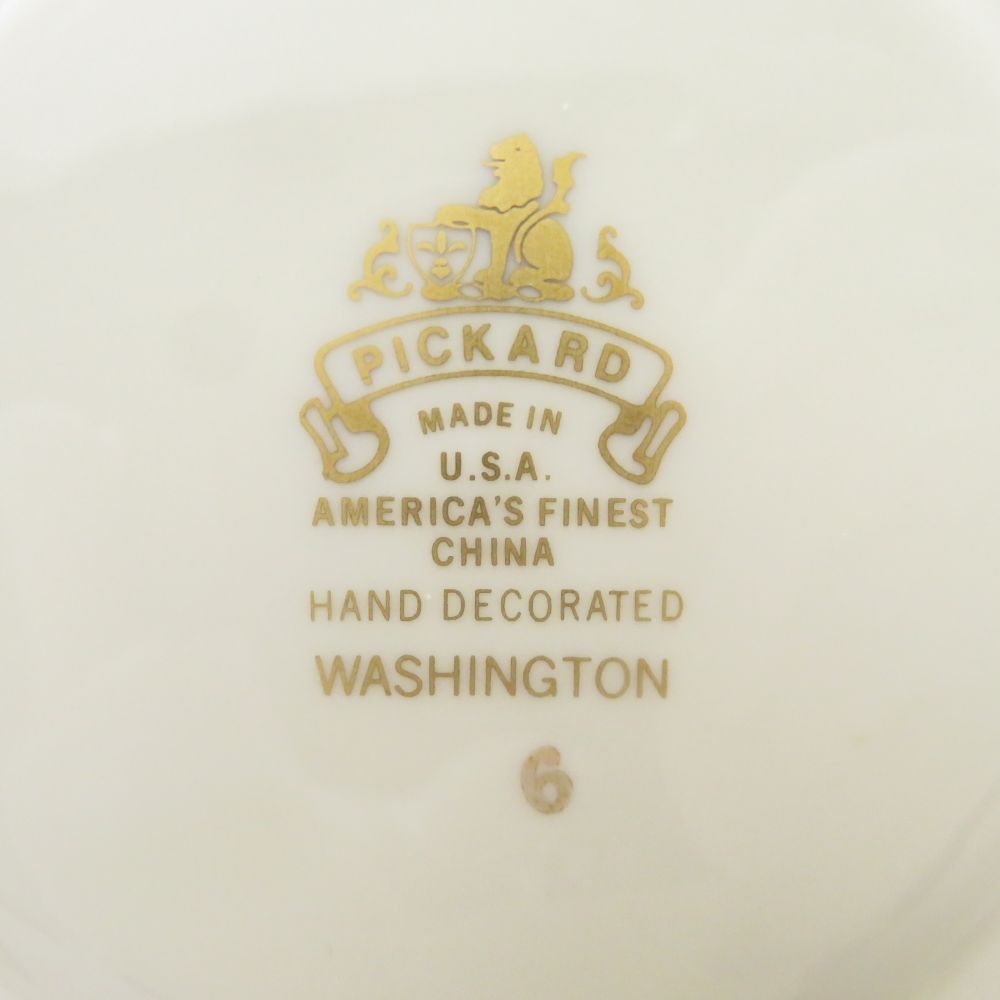 PICKARD
MADE IN
U.S.A.
AMERICA'S FINEST
CHINA
HAND DECORATED
WASHINGTON
6